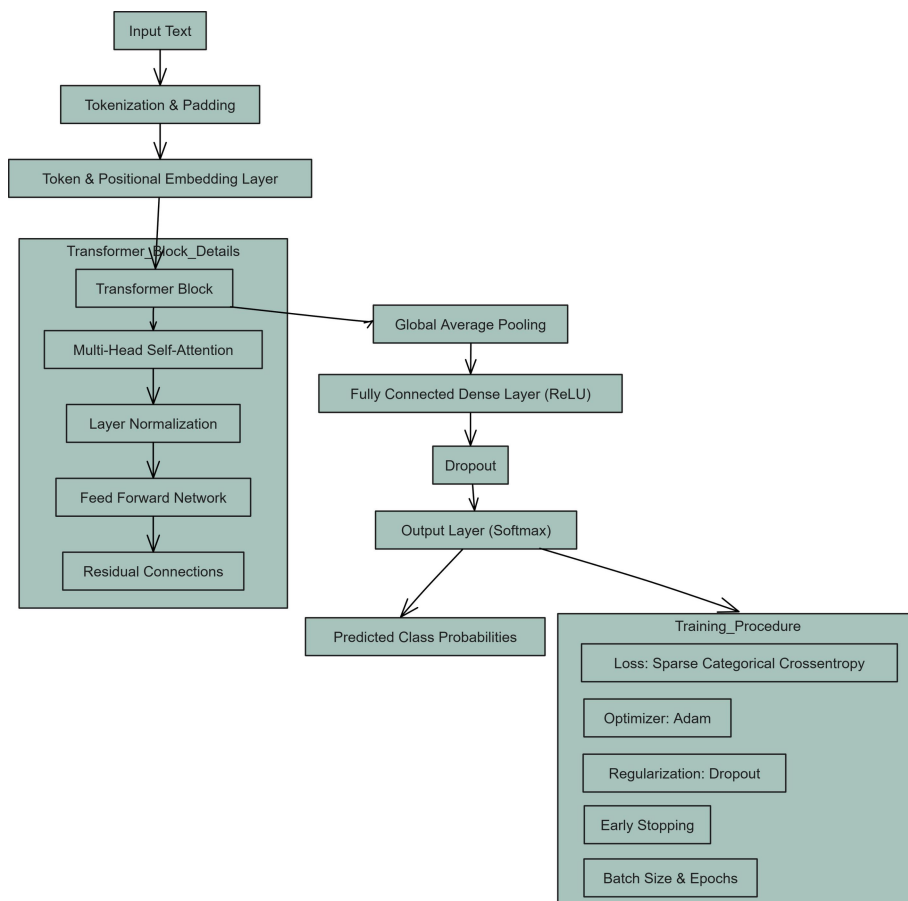 Input Text
Tokenization & Padding
Token & Positional Embedding Layer
Transformer_Block_Details
Transformer Block
Multi-Head Self-Attention
Layer Normalization
Feed Forward Network
Residual Connections
Global Average Pooling
Fully Connected Dense Layer (ReLU)
Dropout
Output Layer (Softmax)
Predicted Class Probabilities
Training_Procedure
Loss: Sparse Categorical Crossentropy
Optimizer: Adam
Regularization: Dropout
Early Stopping
Batch Size & Epochs